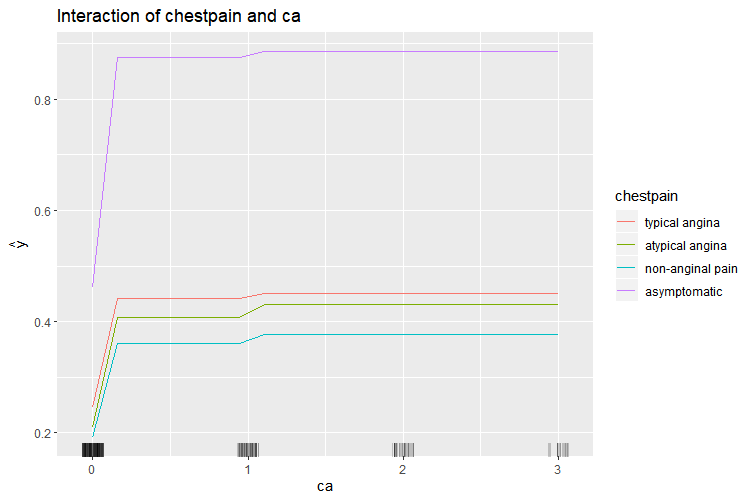 Interaction of chestpain and ca
0.8
0.6
0.4
0.2
ŷ
0 1 2 3
ca
chestpain
typical angina
atypical angina
non-anginal pain
asymptomatic